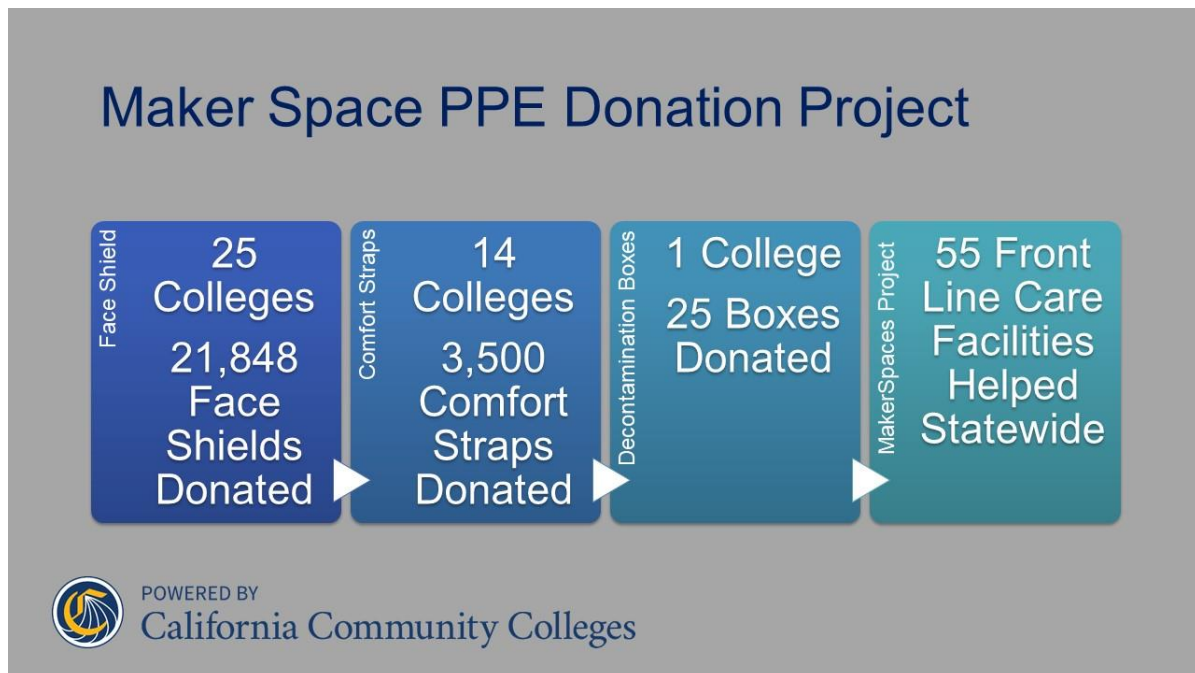 Maker Space PPE Donation Project
Face Shield
25
Colleges
21,848
Face
Shields
Donated
Comfort Straps
14
Colleges
3,500
Comfort
Straps
Donated
Decontamination Boxes
1 College
25 Boxes
Donated
MakerSpaces Project
55 Front
Line Care
Facilities
Helped
Statewide
POWERED BY
California Community Colleges